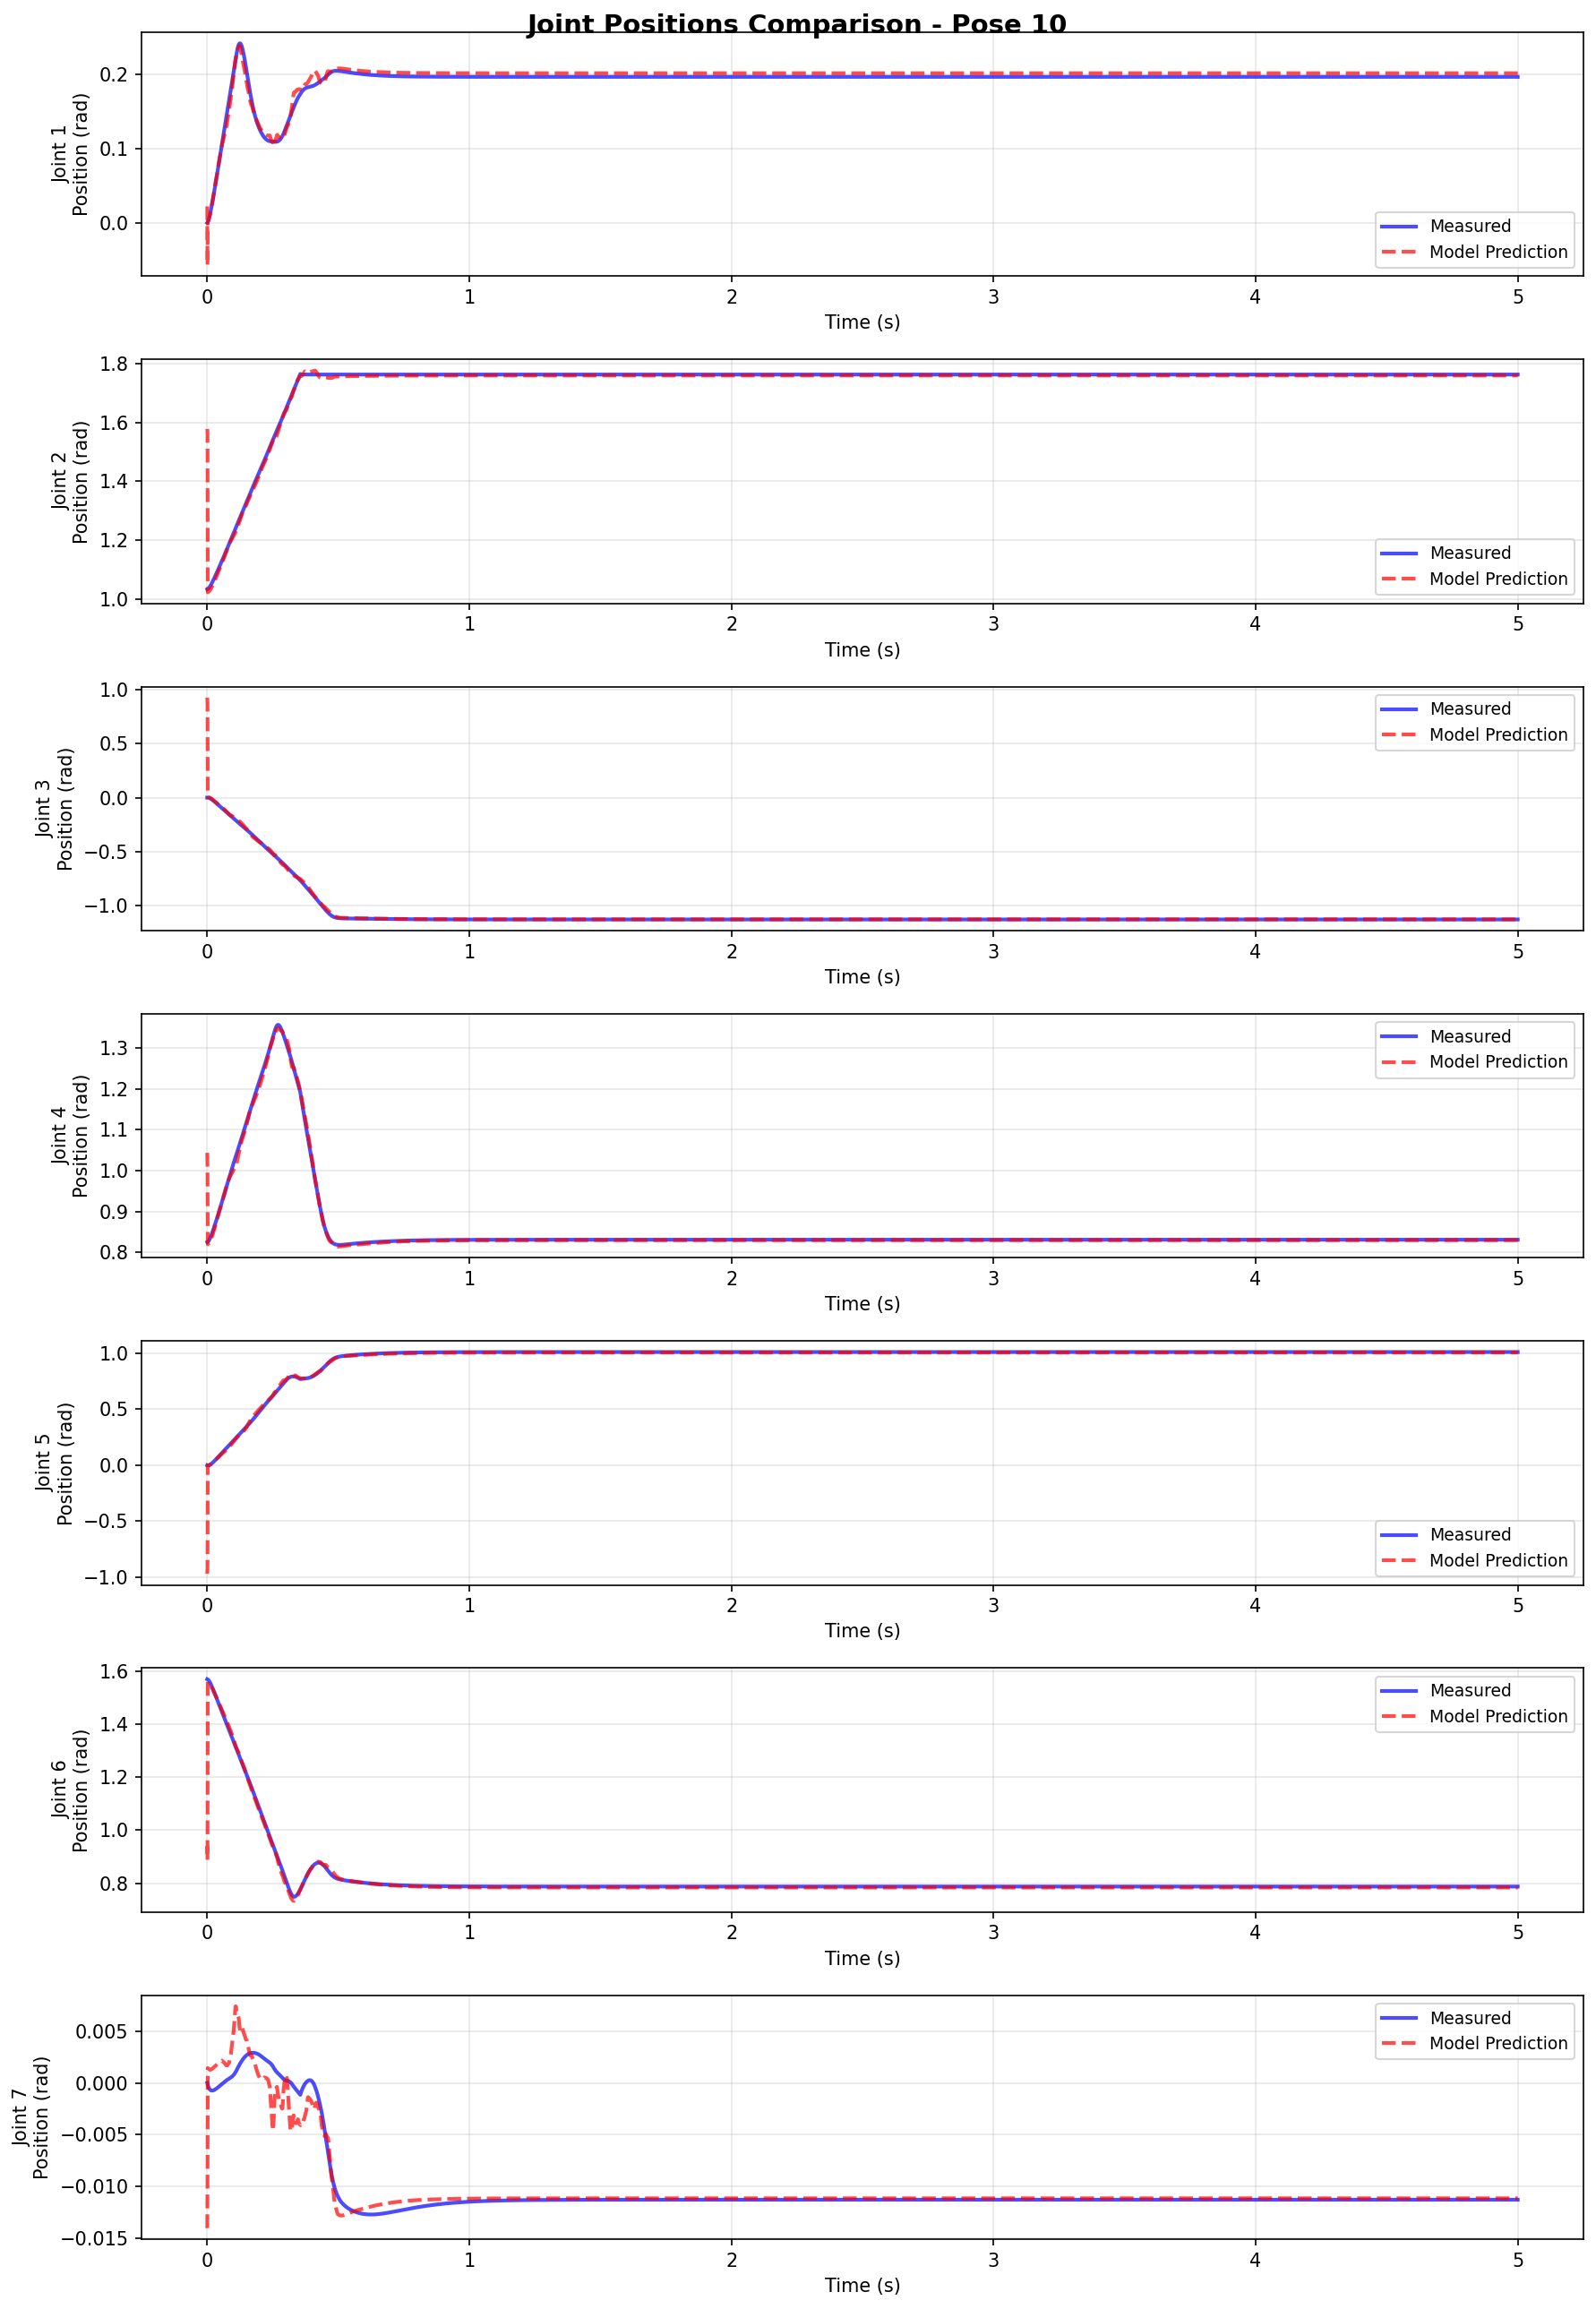 Joint Positions Comparison - Pose 10
0.2
0.1
0.0
Joint 1
Position (rad)
Measured
Model Prediction
0 1 2 3 4 5
Time (s)
1.8
1.6
1.4
1.2
1.0
Joint 2
Position (rad)
Measured
Model Prediction
0 1 2 3 4 5
Time (s)
1.0
0.5
0.0
−0.5
−1.0
Joint 3
Position (rad)
Measured
Model Prediction
0 1 2 3 4 5
Time (s)
1.3
1.2
1.1
1.0
0.9
0.8
Joint 4
Position (rad)
Measured
Model Prediction
0 1 2 3 4 5
Time (s)
1.0
0.5
0.0
−0.5
−1.0
Joint 5
Position (rad)
Measured
Model Prediction
0 1 2 3 4 5
Time (s)
1.6
1.4
1.2
1.0
0.8
Joint 6
Position (rad)
Measured
Model Prediction
0 1 2 3 4 5
Time (s)
0.005
0.000
−0.005
−0.010
−0.015
Joint 7
Position (rad)
Measured
Model Prediction
0 1 2 3 4 5
Time (s)